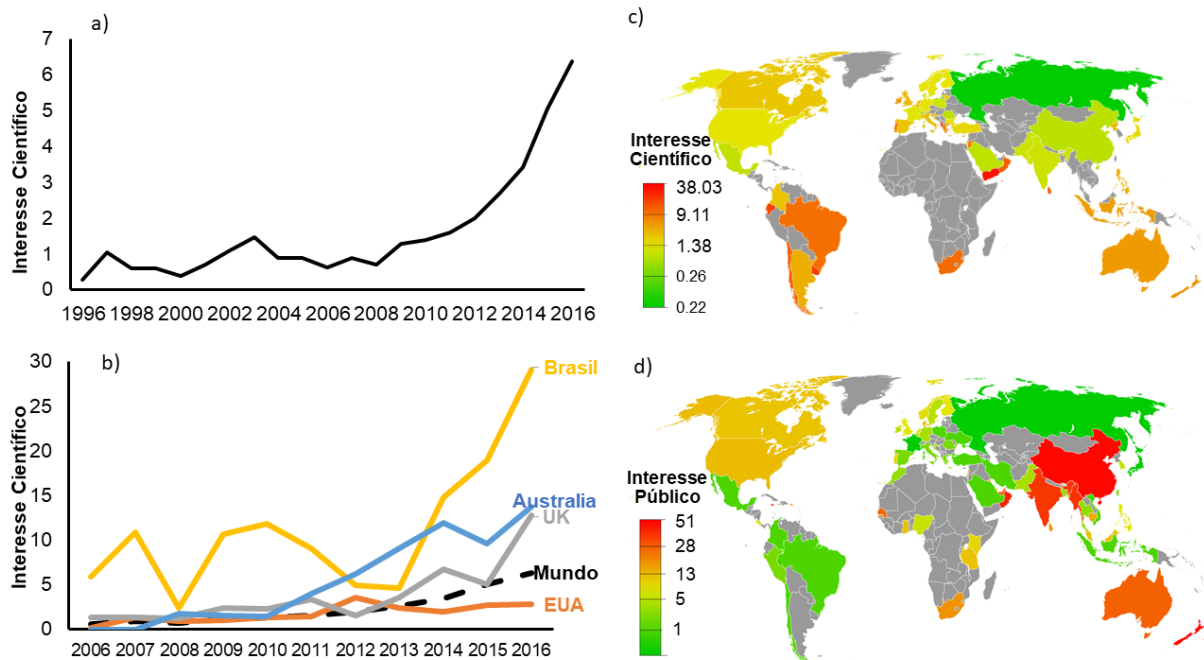 a)
Interesse Científico
7
6
5
4
3
2
1
0
1996 1998 2000 2002 2004 2006 2008 2010 2012 2014 2016
b)
Interesse Científico
30
25
20
15
10
5
0
Brasil
Australia
UK
Mundo
EUA
2006 2007 2008 2009 2010 2011 2012 2013 2014 2015 2016
c)
Interesse
Científico
38.03
9.11
1.38
0.26
0.22
d)
Interesse
Público
51
28
13
5
1